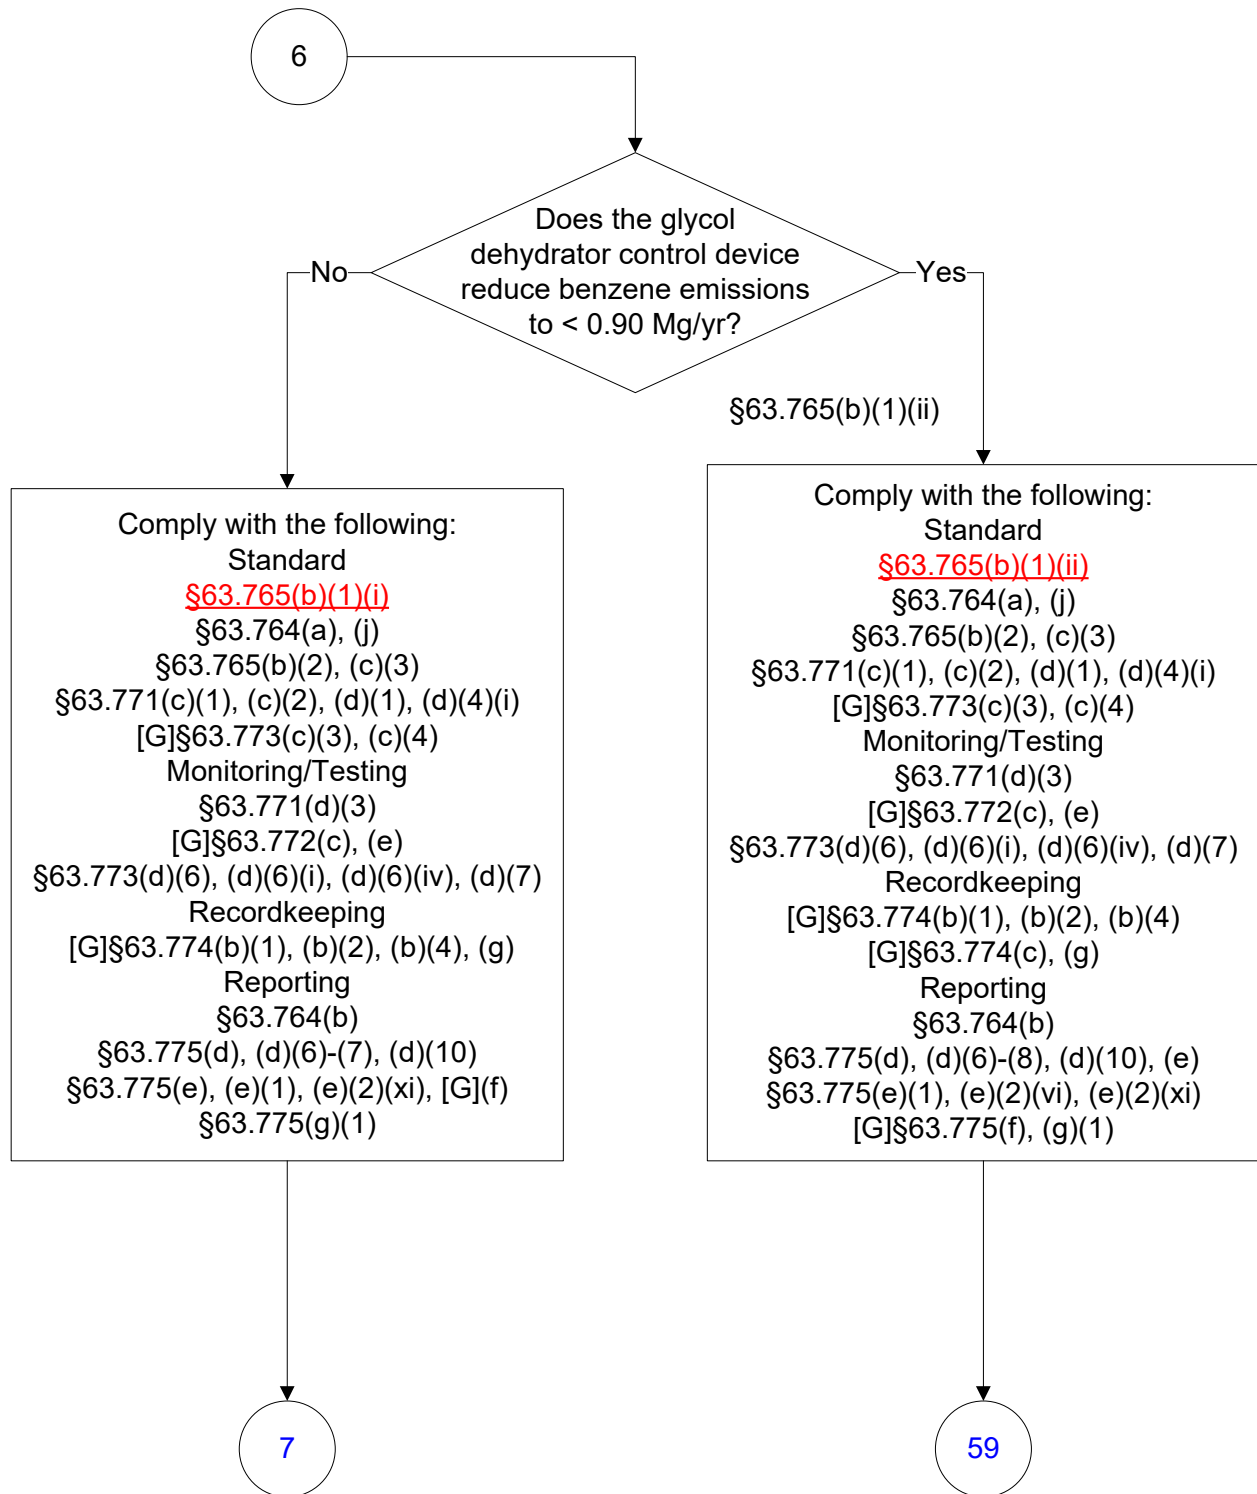 6
Does the glycol
dehydrator control device
reduce benzene emissions
to < 0.90 Mg/yr?
No
Yes
§63.765(b)(1)(ii)
Comply with the following:
Standard
§63.765(b)(1)(i)
§63.764(a), (j)
§63.765(b)(2), (c)(3)
§63.771(c)(1), (c)(2), (d)(1), (d)(4)(i)
[G]§63.773(c)(3), (c)(4)
Monitoring/Testing
§63.771(d)(3)
[G]§63.772(c), (e)
§63.773(d)(6), (d)(6)(i), (d)(6)(iv), (d)(7)
Recordkeeping
[G]§63.774(b)(1), (b)(2), (b)(4), (g)
Reporting
§63.764(b)
§63.775(d), (d)(6)-(7), (d)(10)
§63.775(e), (e)(1), (e)(2)(xi), [G](f)
§63.775(g)(1)
Comply with the following:
Standard
§63.765(b)(1)(ii)
§63.764(a), (j)
§63.765(b)(2), (c)(3)
§63.771(c)(1), (c)(2), (d)(1), (d)(4)(i)
[G]§63.773(c)(3), (c)(4)
Monitoring/Testing
§63.771(d)(3)
[G]§63.772(c), (e)
§63.773(d)(6), (d)(6)(i), (d)(6)(iv), (d)(7)
Recordkeeping
[G]§63.774(b)(1), (b)(2), (b)(4)
[G]§63.774(c), (g)
Reporting
§63.764(b)
§63.775(d), (d)(6)-(8), (d)(10), (e)
§63.775(e)(1), (e)(2)(vi), (e)(2)(xi)
[G]§63.775(f), (g)(1)
7
59